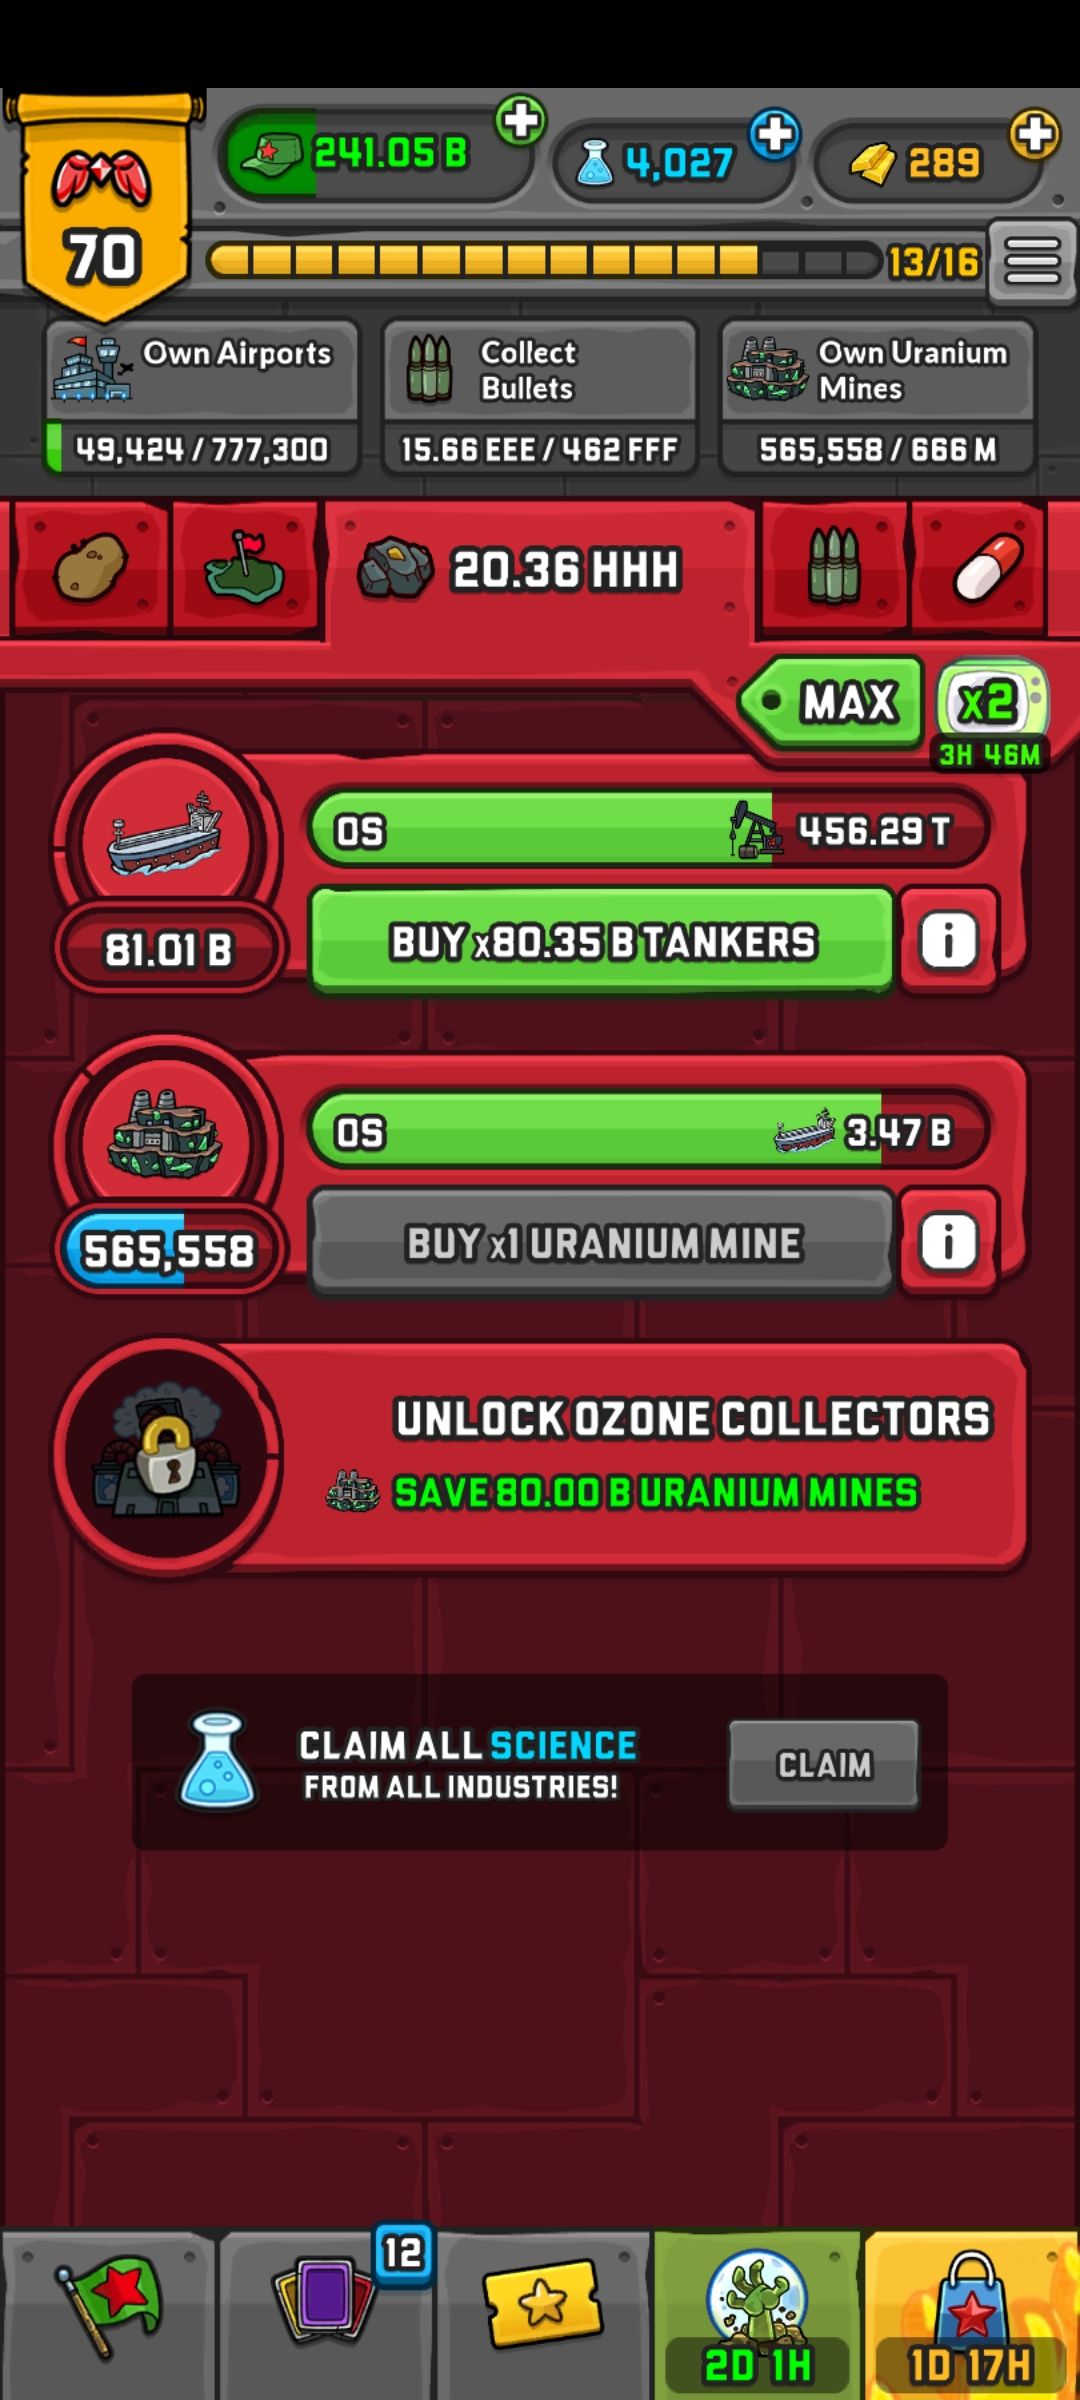 241.05 B
4,027
289
70
13/16
Own Airports
49,424 / 777,300
Collect
Bullets
15.66 EEE / 462 FFF
Own Uranium
Mines
565,558 / 666 M
20.36 HHH
MAX
x2
3H 46M
0S
456.29 T
81.01 B
BUY x80.35 B TANKERS
i
0S
3.47 B
565,558
BUY x1 URANIUM MINE
i
UNLOCK OZONE COLLECTORS
SAVE 80.00 B URANIUM MINES
CLAIM ALL SCIENCE
FROM ALL INDUSTRIES!
CLAIM
12
2D 1H
1D 17H